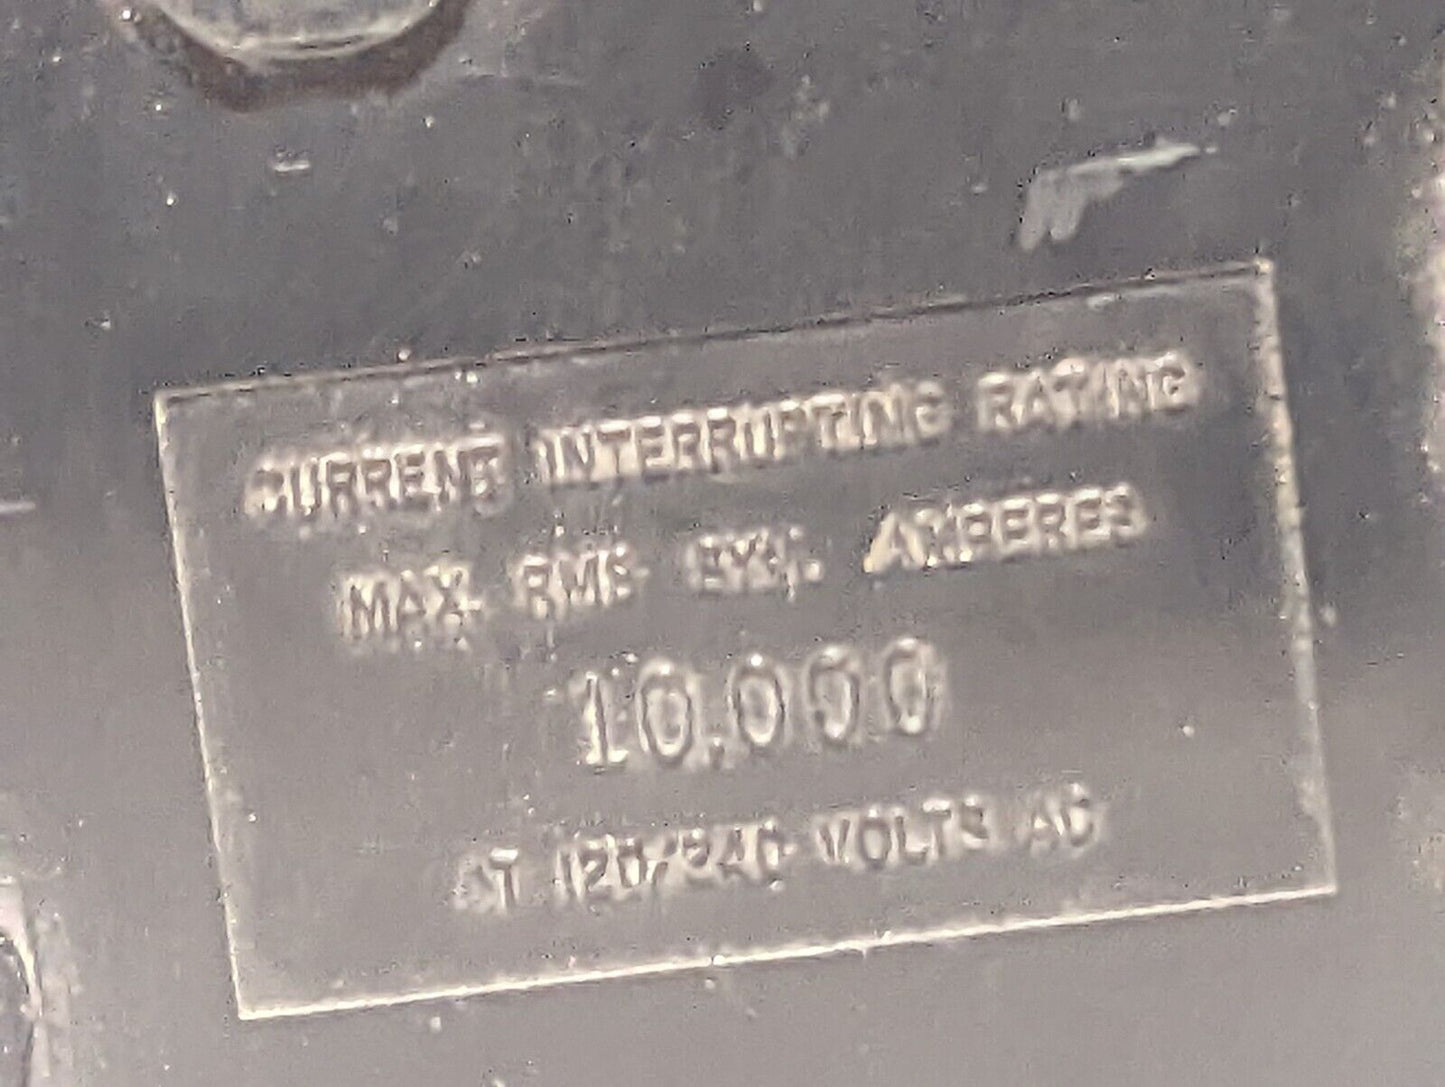 CURRENT INTERRUPTING RATING
MAX. RMS SYM. AMPERES
10,000
AT 120/240 VOLTS AC